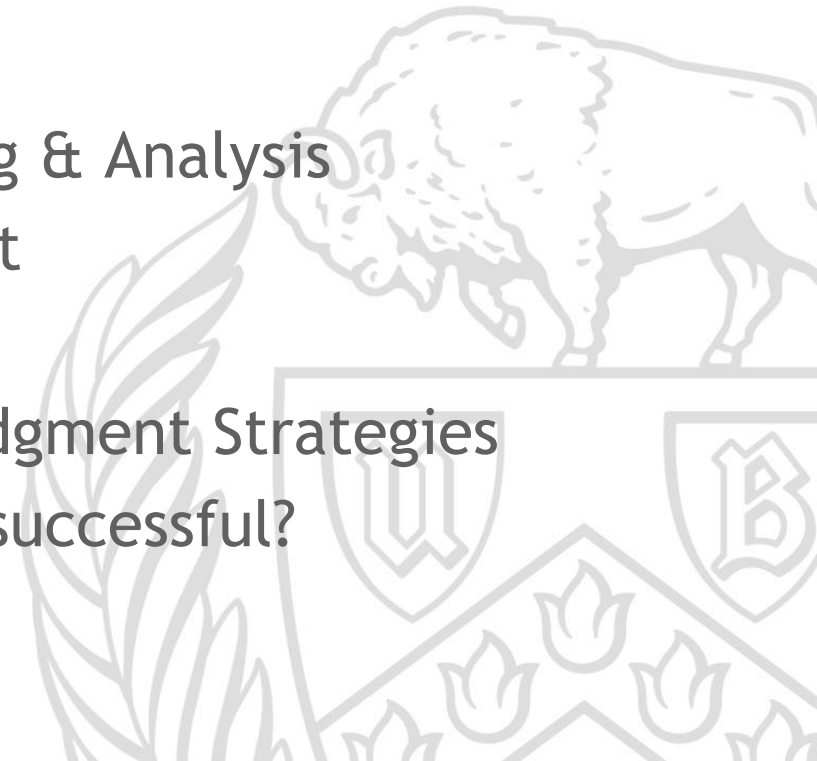 g & Analysis
t
dgment Strategies
successful?
U B